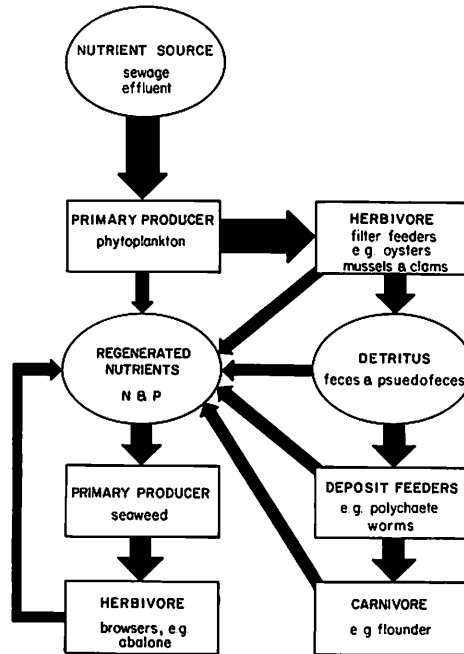 NUTRIENT SOURCE
sewage
effluent
PRIMARY PRODUCER
phytoplankton
HERBIVORE
filter feeders
e.g. oysters
mussels & clams
REGENERATED
NUTRIENTS
N & P
DETRITUS
feces & psuedofeces
PRIMARY PRODUCER
seaweed
DEPOSIT FEEDERS
e.g. polychaete
worms
HERBIVORE
browsers, e.g.
abalone
CARNIVORE
e g flounder